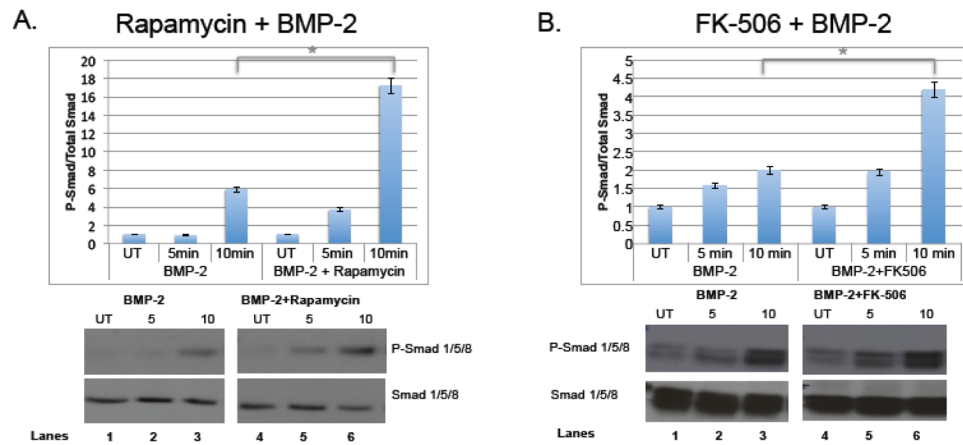 A.
Rapamycin + BMP-2
*
P-Smad/Total Smad
20
18
16
14
12
10
8
6
4
2
0
UT 5min 10min UT 5min 10min
BMP-2 BMP-2 + Rapamycin
BMP-2 BMP-2+Rapamycin
UT 5 10 UT 5 10
P-Smad 1/5/8
Smad 1/5/8
Lanes 1 2 3 4 5 6
B.
FK-506 + BMP-2
*
P-Smad/Total Smad
5
4.5
4
3.5
3
2.5
2
1.5
1
0.5
0
UT 5 min 10 min UT 5 min 10 min
BMP-2 BMP-2+FK506
BMP-2 BMP-2+FK-506
UT 5 10 UT 5 10
P-Smad 1/5/8
Smad 1/5/8
Lanes 1 2 3 4 5 6